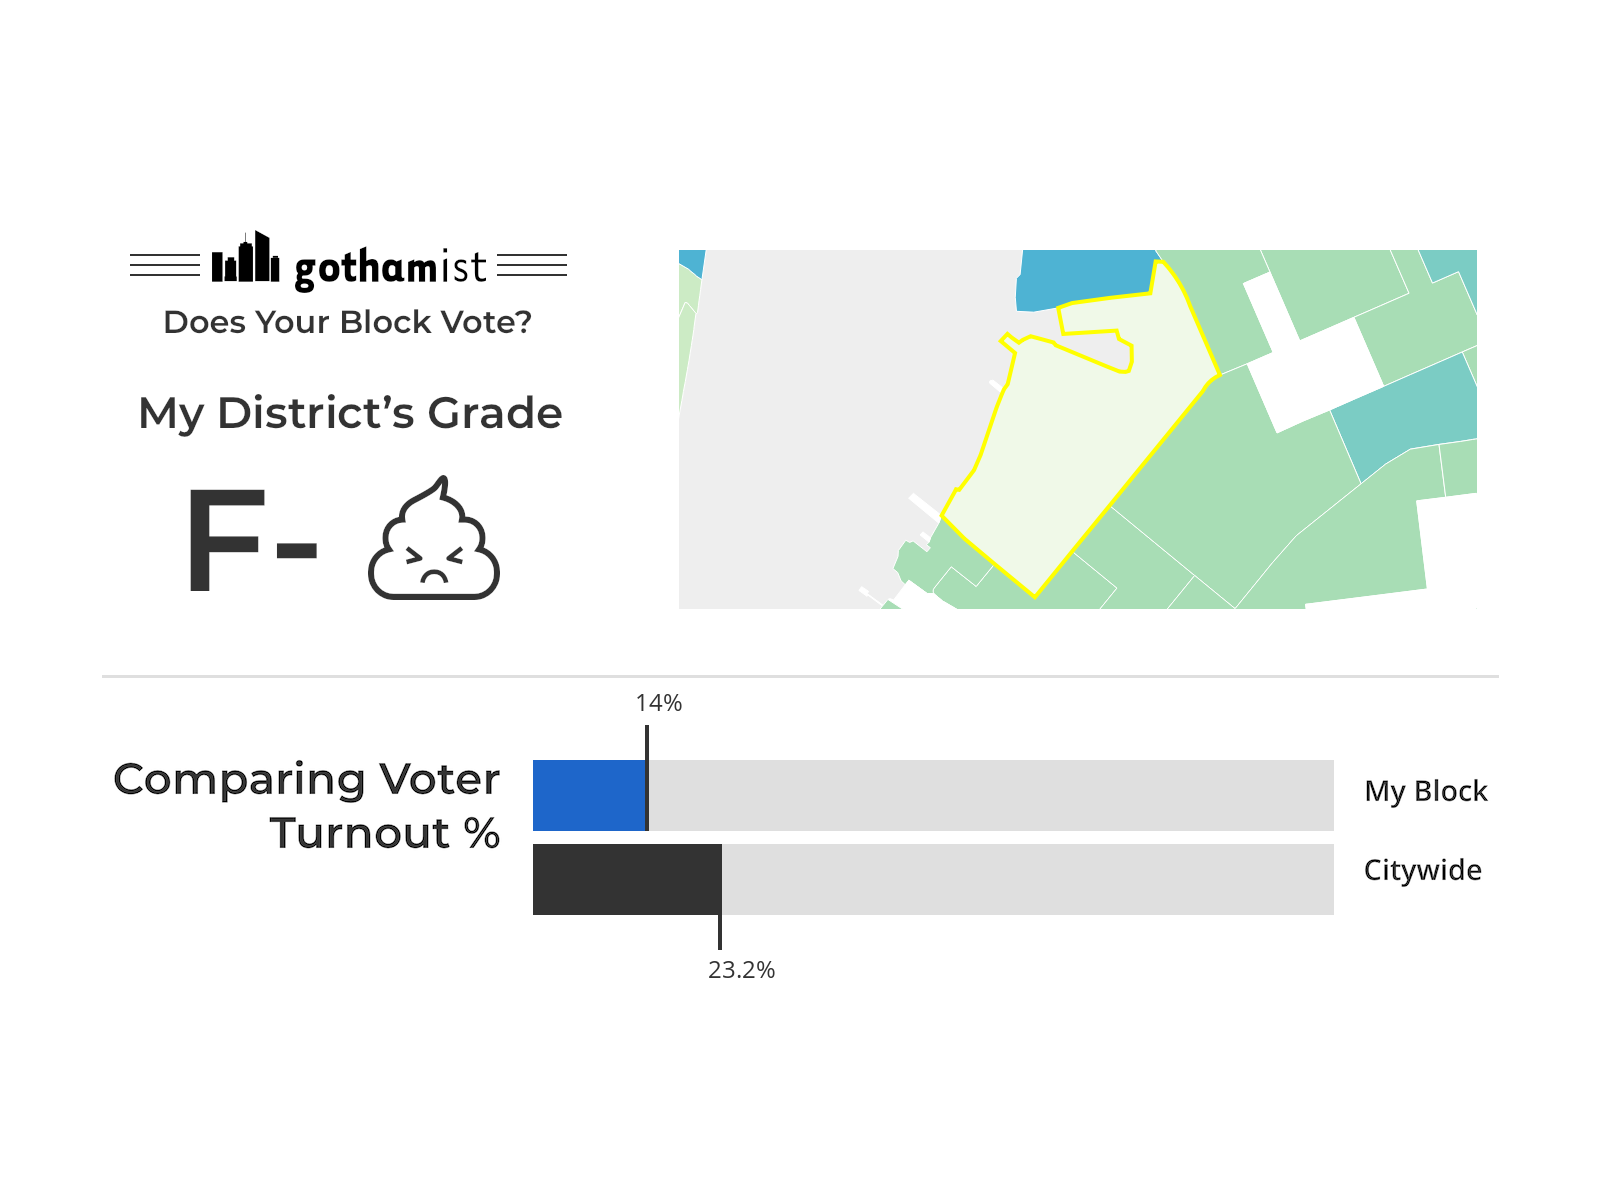 gothamist
Does Your Block Vote?
My District’s Grade
F-
14%
Comparing Voter
Turnout %
My Block
Citywide
23.2%